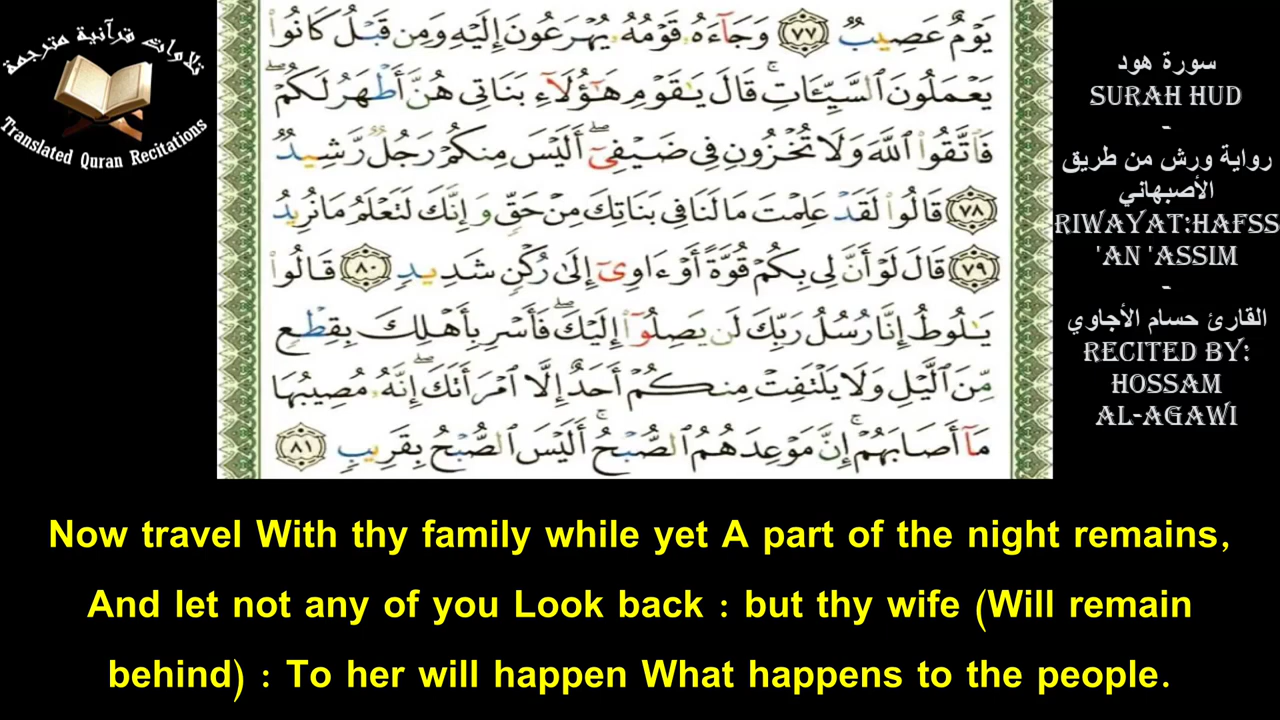 تلاوات قرآنية مترجمة
Translated Quran Recitations
يَوْمٌ عَصِيبٌ ٧٧ وَجَآءَهُۥ قَوْمُهُۥ يُهْرَعُونَ إِلَيْهِ وَمِن قَبْلُ كَانُوا۟
يَعْمَلُونَ ٱلسَّيِّـَٔاتِ ۚ قَالَ يَـٰقَوْمِ هَـٰٓؤُلَآءِ بَنَاتِى هُنَّ أَطْهَرُ لَكُمْ ۖ
فَٱتَّقُوا۟ ٱللَّهَ وَلَا تُخْزُونِ فِى ضَيْفِىٓ ۖ أَلَيْسَ مِنكُمْ رَجُلٌ رَّشِيدٌ
٧٨ قَالُوا۟ لَقَدْ عَلِمْتَ مَا لَنَا فِى بَنَاتِكَ مِنْ حَقٍّ وَإِنَّكَ لَتَعْلَمُ مَا نُرِيدُ
٧٩ قَالَ لَوْ أَنَّ لِى بِكُمْ قُوَّةً أَوْ ءَاوِىٓ إِلَىٰ رُكْنٍ شَدِيدٍ ٨٠ قَالُوا۟
يَـٰلُوطُ إِنَّا رُسُلُ رَبِّكَ لَن يَصِلُوٓا۟ إِلَيْكَ ۖ فَأَسْرِ بِأَهْلِكَ بِقِطْعٍ
مِّنَ ٱلَّيْلِ وَلَا يَلْتَفِتْ مِنكُمْ أَحَدٌ إِلَّا ٱمْرَأَتَكَ ۖ إِنَّهُۥ مُصِيبُهَا
مَآ أَصَابَهُمْ ۚ إِنَّ مَوْعِدَهُمُ ٱلصُّبْحُ ۚ أَلَيْسَ ٱلصُّبْحُ بِقَرِيبٍ ٨١
سورة هود
SURAH HUD
-
رواية ورش من طريق
الأصبهاني
RIWAYAT:HAFSS
'AN 'ASSIM
-
القارئ حسام الأجاوي
RECITED BY:
HOSSAM
AL-AGAWI
Now travel With thy family while yet A part of the night remains,
And let not any of you Look back : but thy wife (Will remain
behind) : To her will happen What happens to the people.